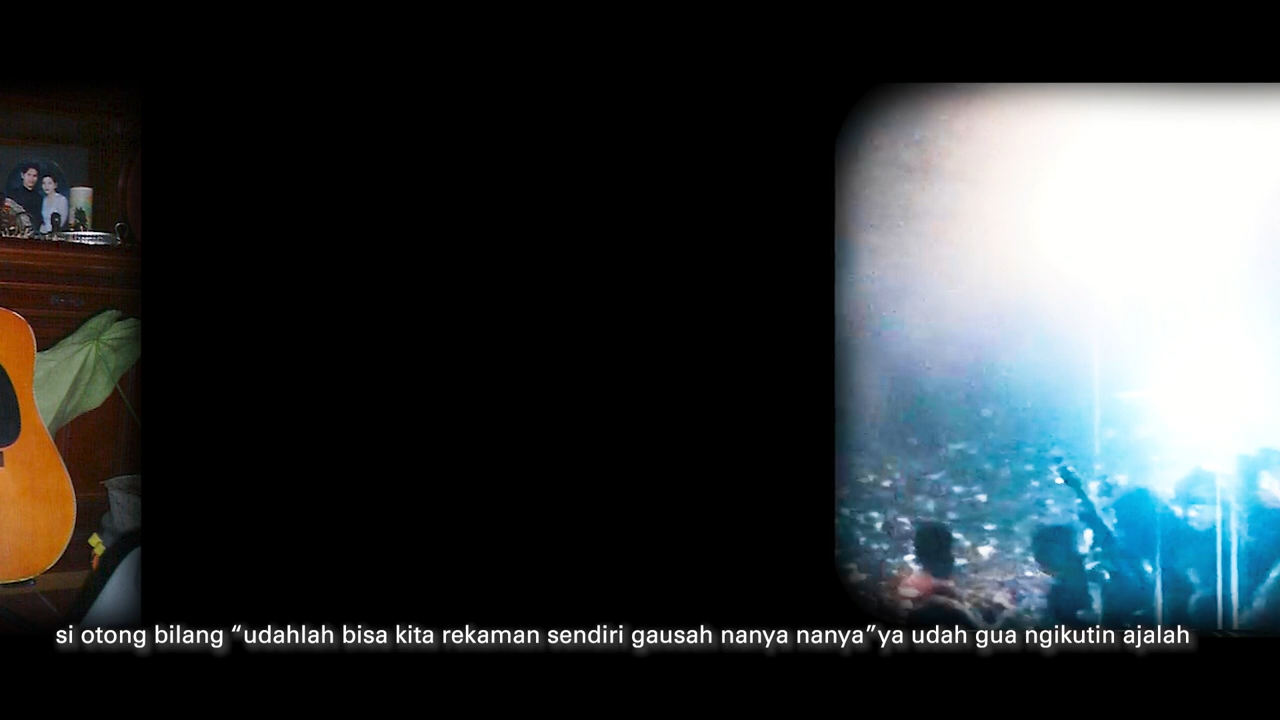 si otong bilang “udahlah bisa kita rekaman sendiri gausah nanya nanya”ya udah gua ngikutin ajalah